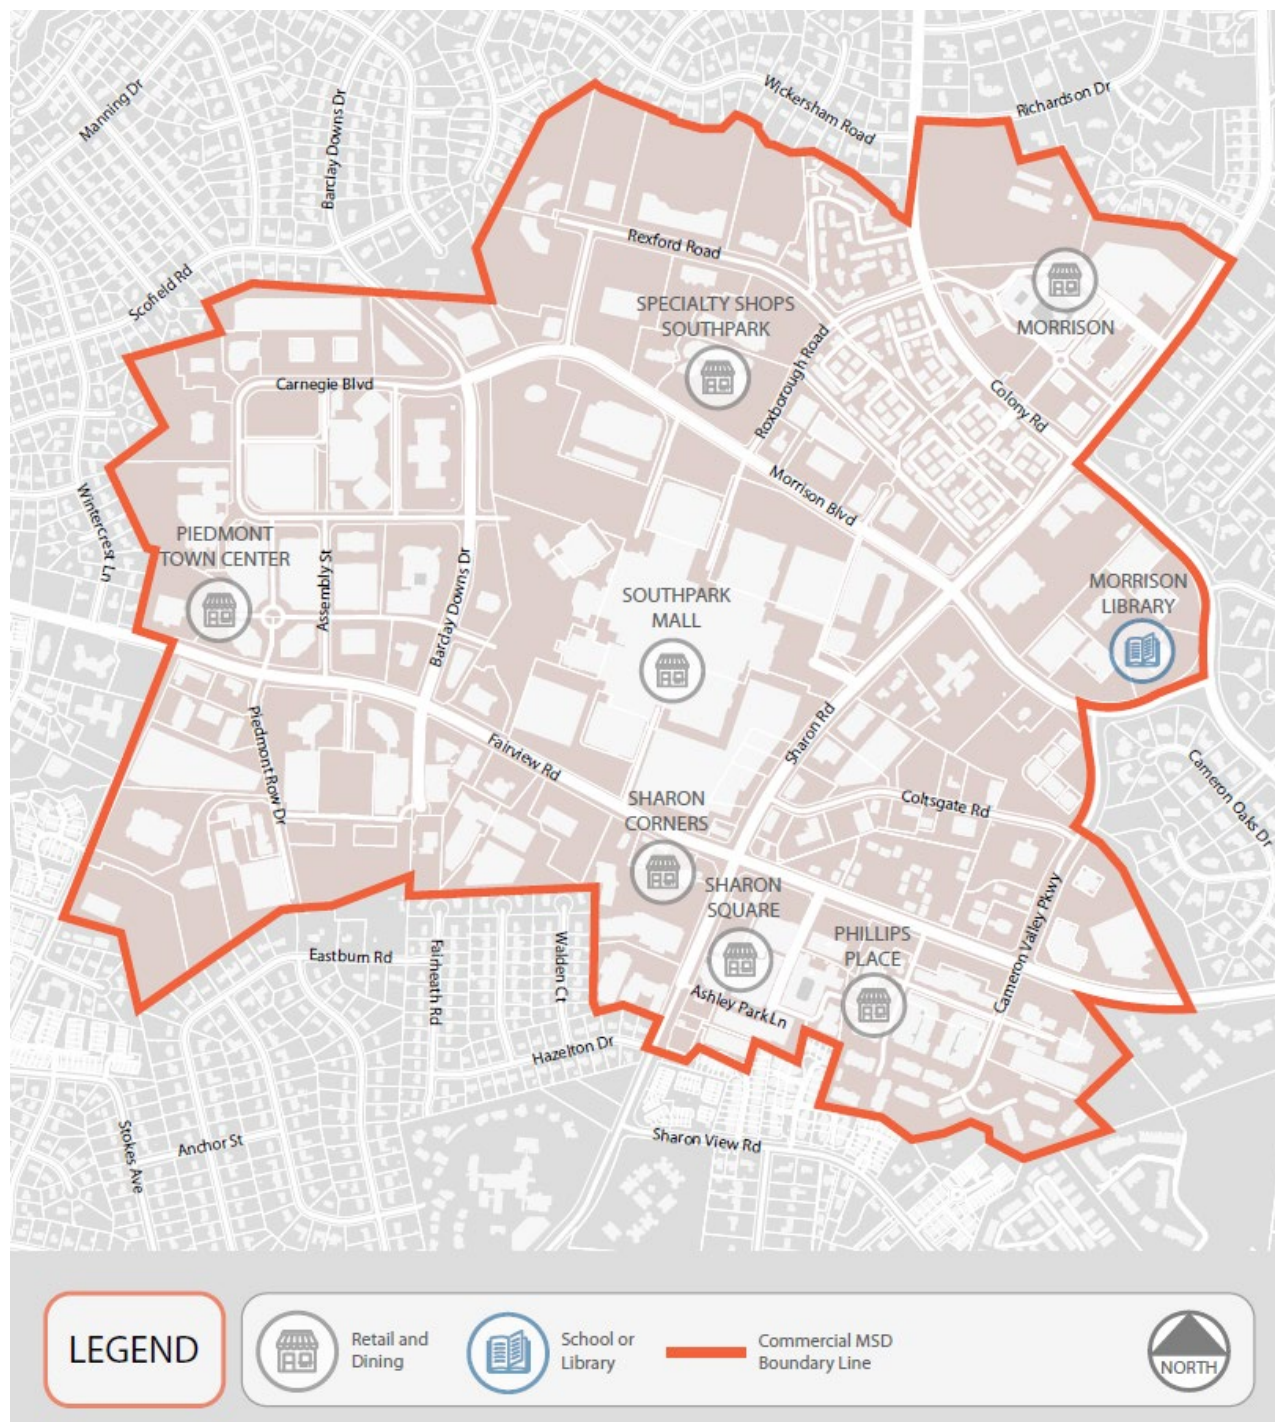 Manning Dr
Barclay Downs Dr
Wickersham Road
Richardson Dr
Scofield Rd
Rexford Road
SPECIALTY SHOPS
SOUTHPARK
MORRISON
Roxborough Road
Carnegie Blvd
Colony Rd
Morrison Blvd
Wintercrest Ln
PIEDMONT
TOWN CENTER
Assembly St
Barclay Downs Dr
SOUTHPARK
MALL
MORRISON
LIBRARY
Piedmont Row Dr
Fairview Rd
Sharon Rd
Cameron Oaks Dr
SHARON
CORNERS
Coltsgate Rd
SHARON
SQUARE
PHILLIPS
PLACE
Cameron Valley Pkwy
Eastburn Rd
Fairheath Rd
Walden Ct
Ashley Park Ln
Hazelton Dr
Stokes Ave
Anchor St
Sharon View Rd
LEGEND
Retail and
Dining
School or
Library
Commercial MSD
Boundary Line
NORTH